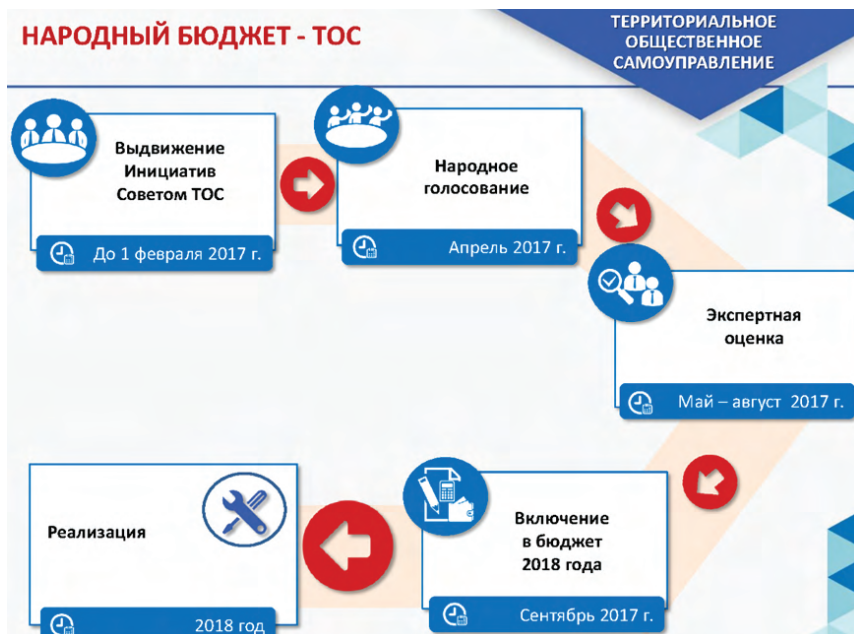 НАРОДНЫЙ БЮДЖЕТ - ТОС
ТЕРРИТОРИАЛЬНОЕ
ОБЩЕСТВЕННОЕ
САМОУПРАВЛЕНИЕ
Выдвижение
Инициатив
Советом ТОС
До 1 февраля 2017 г.
Народное
голосование
Апрель 2017 г.
Экспертная
оценка
Май – август 2017 г.
Включение
в бюджет
2018 года
Сентябрь 2017 г.
Реализация
2018 год